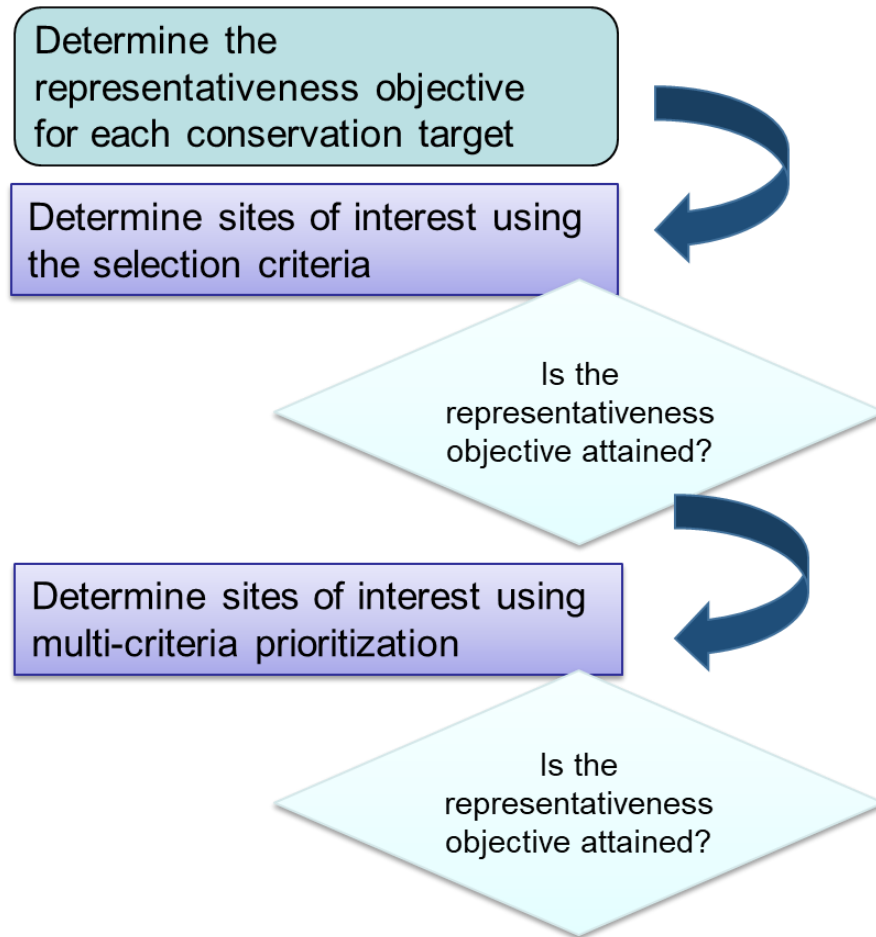 Determine the
representativeness objective
for each conservation target
Determine sites of interest using
the selection criteria
Is the
representativeness
objective attained?
Determine sites of interest using
multi-criteria prioritization
Is the
representativeness
objective attained?